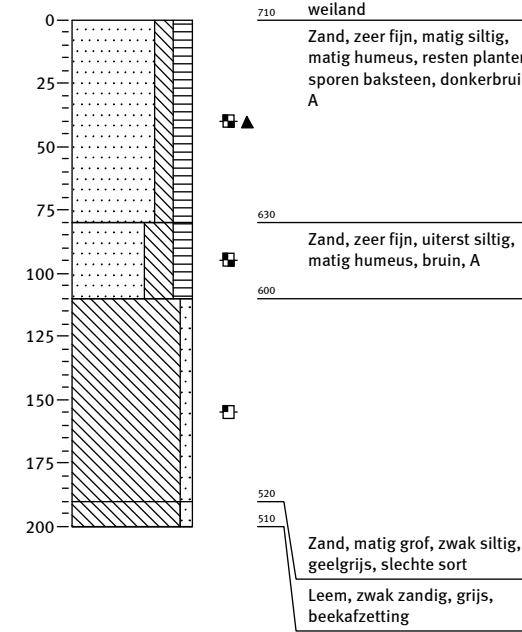 0
25
50
75
100
125
150
175
200
710
weiland
Zand, zeer fijn, matig siltig,
matig humeus, resten planten
sporen baksteen, donkerbrui
A
630
Zand, zeer fijn, uiterst siltig,
matig humeus, bruin, A
600
520
510
Zand, matig grof, zwak siltig,
geelgrijs, slechte sort
Leem, zwak zandig, grijs,
beekafzetting